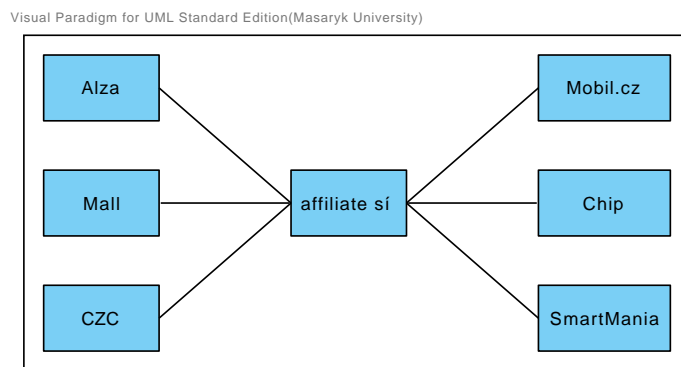 Visual Paradigm for UML Standard Edition(Masaryk University)
Alza
Mobil.cz
Mall
affiliate sí
Chip
CZC
SmartMania